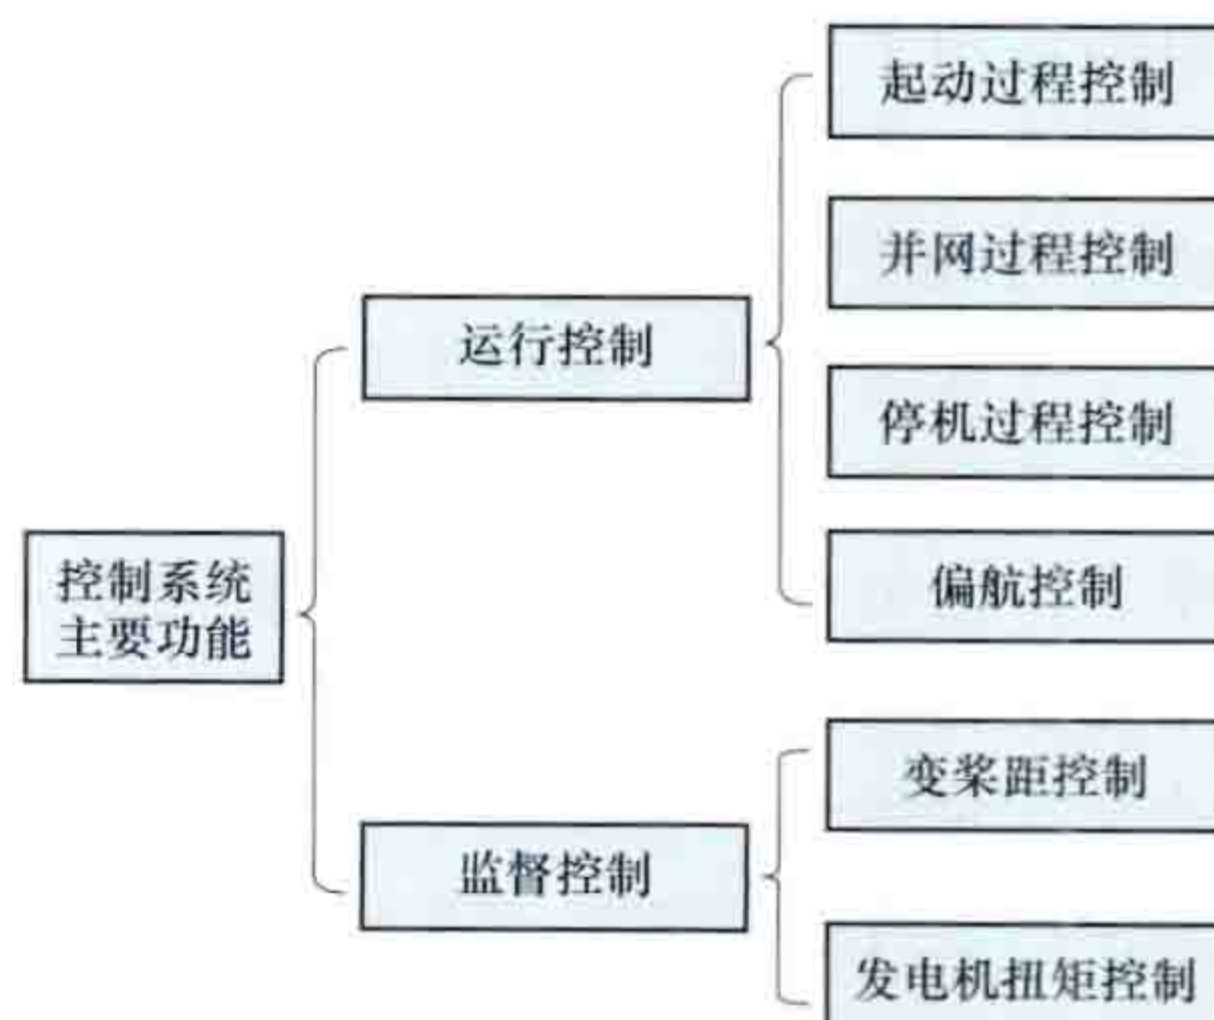 控制系统
主要功能
运行控制
起动过程控制
并网过程控制
停机过程控制
偏航控制
监督控制
变桨距控制
发电机扭矩控制